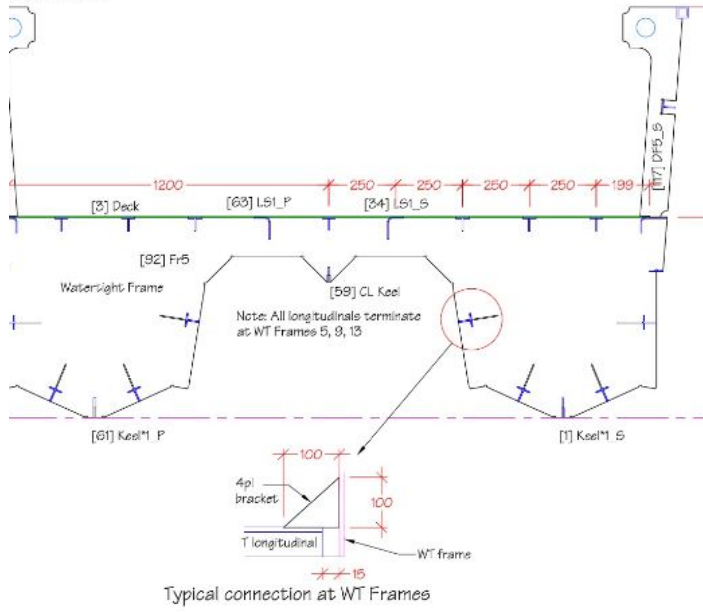 [117] DF5_S
1200
250
250
250
250
199
[3] Deck
[63] LS1_P
[34] LS1_S
[92] Fr5
Watertight Frame
[59] CL Keel
Note: All longitudinals terminate
at WT Frames 5, 9, 13
[61] Keel*1_P
[1] Keel*1_S
100
4pl
bracket
100
T longitudinal
WT frame
15
Typical connection at WT Frames